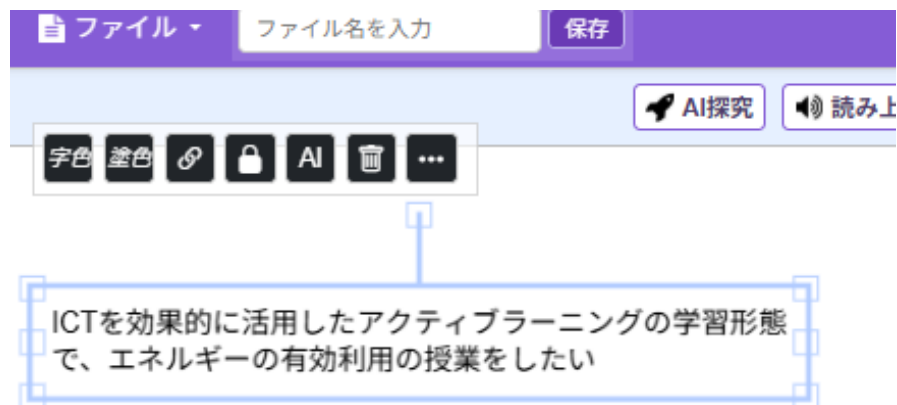 ファイル
ファイル名を入力
保存
AI探究
読み上
字色
塗色
AI
ICTを効果的に活用したアクティブラーニングの学習形態
で、エネルギーの有効利用の授業をしたい